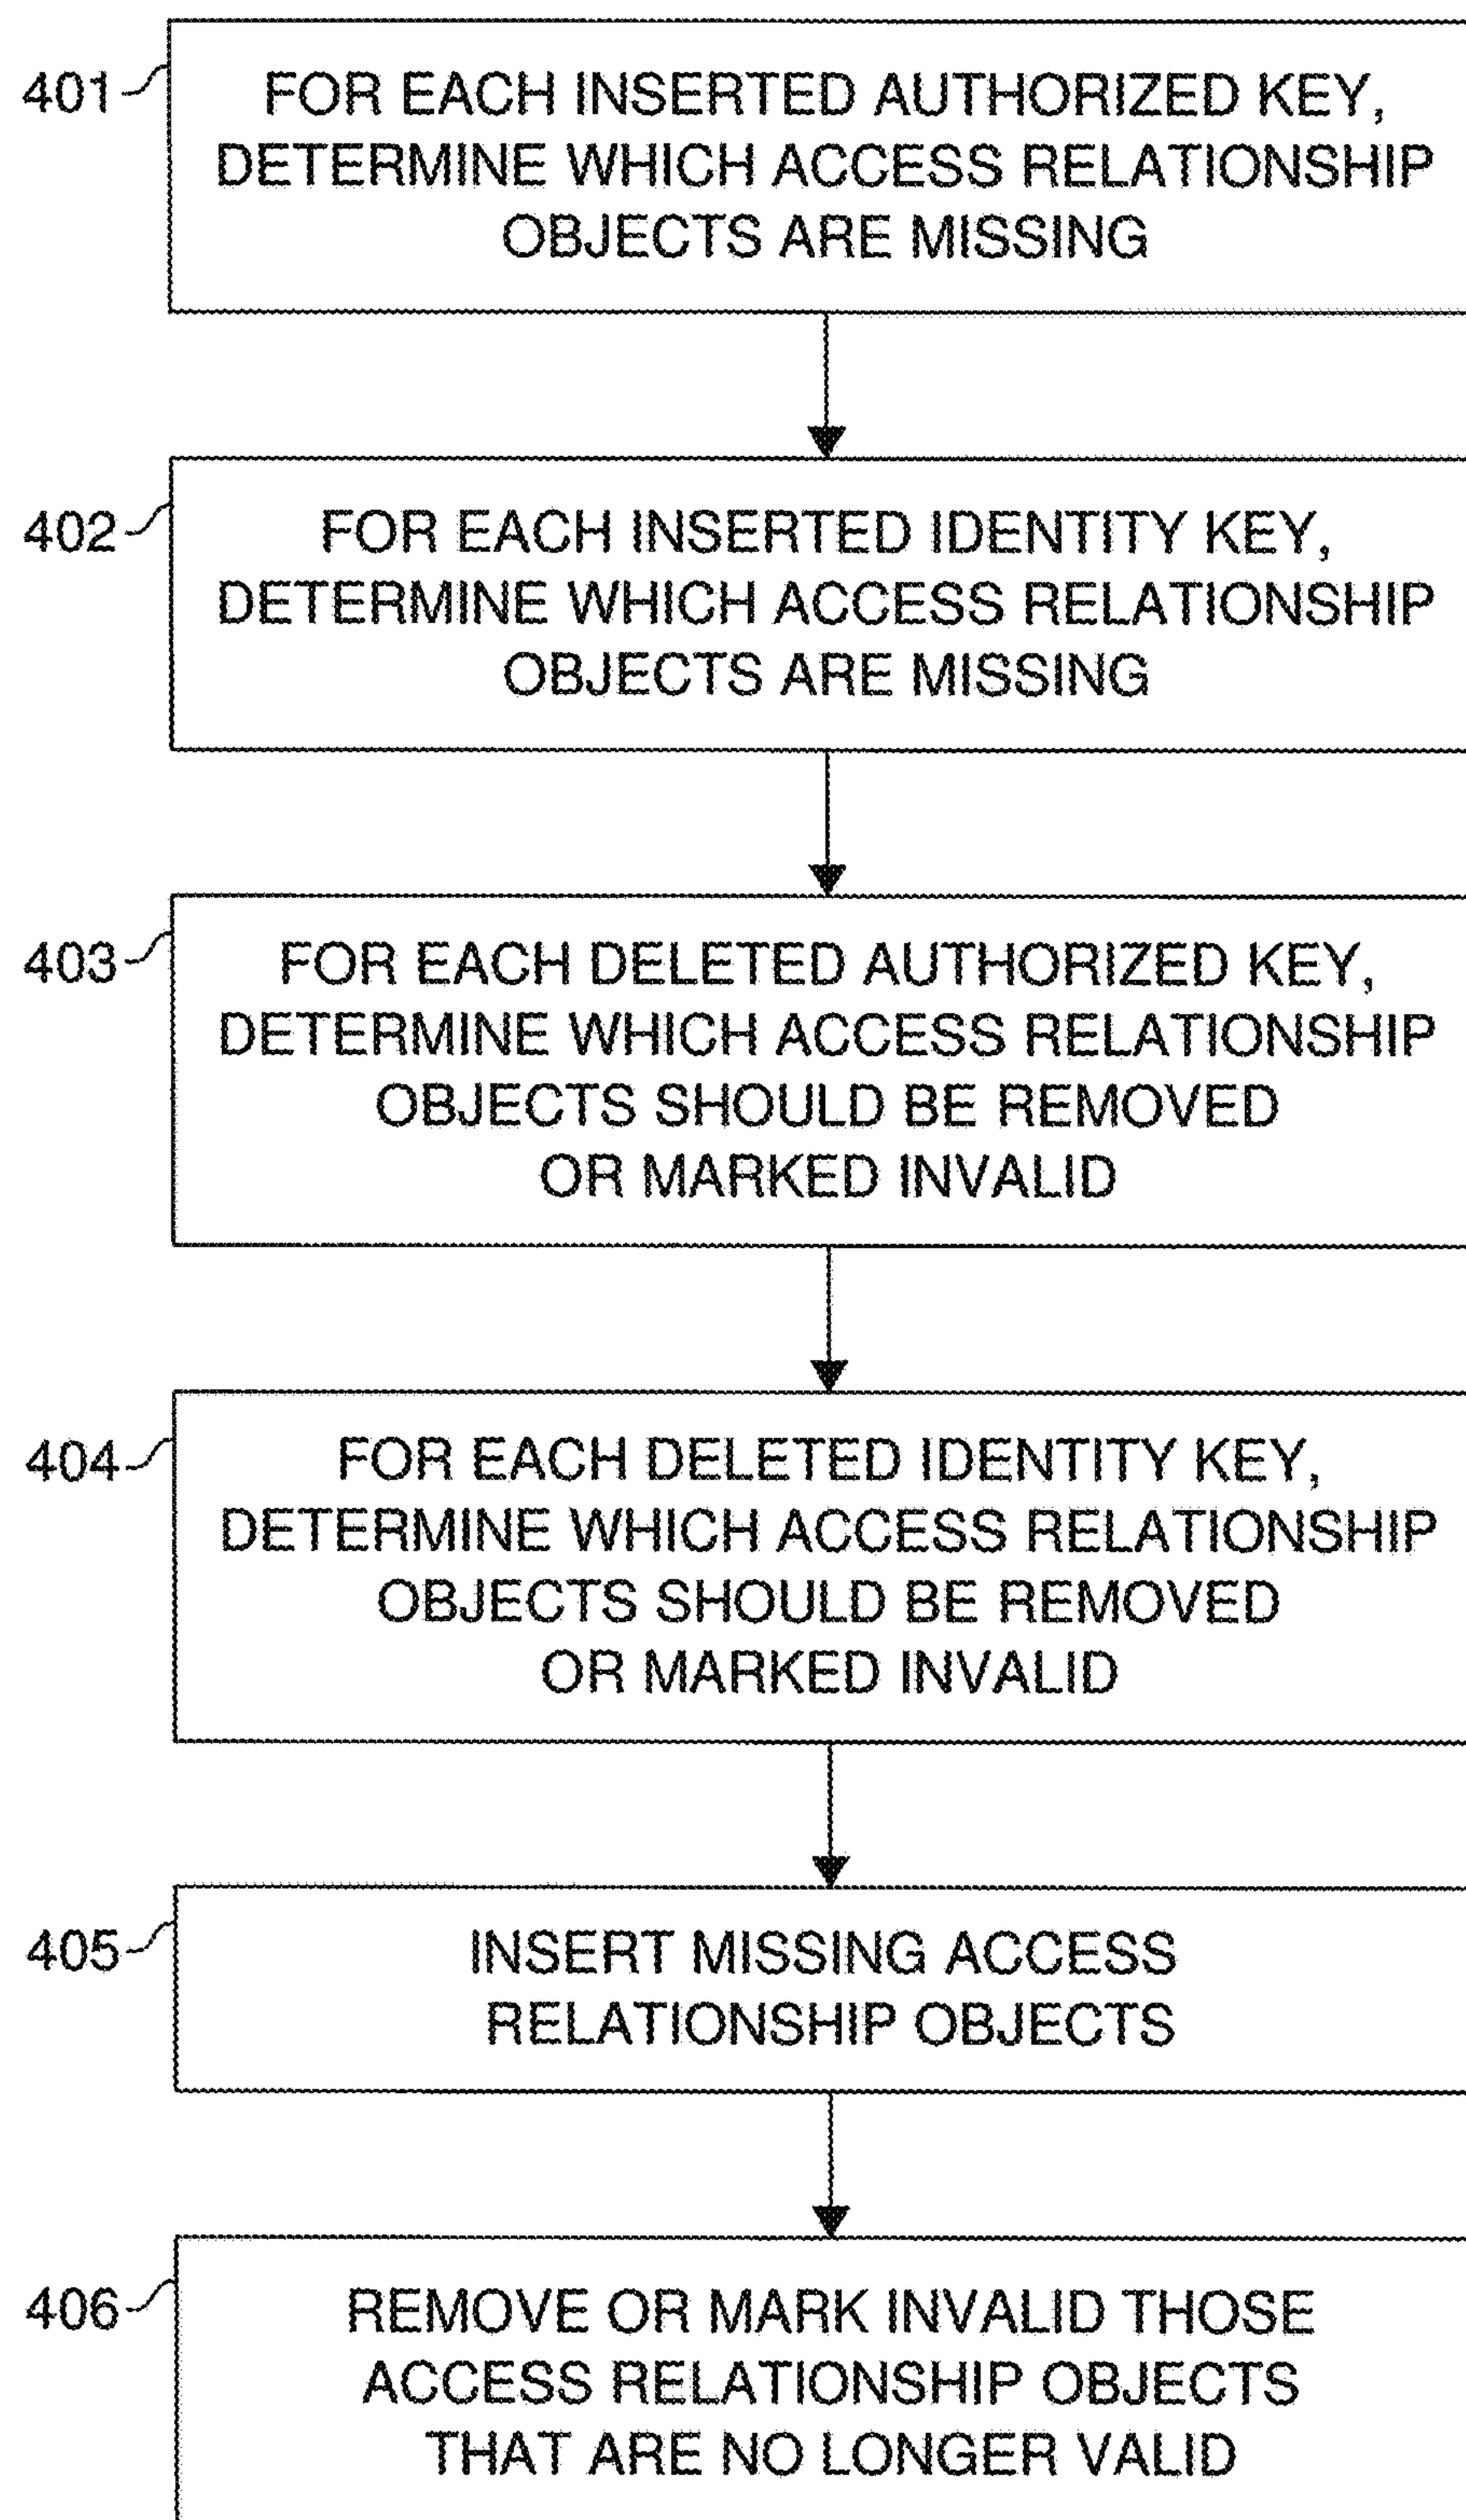 401
FOR EACH INSERTED AUTHORIZED KEY,
DETERMINE WHICH ACCESS RELATIONSHIP
OBJECTS ARE MISSING
402
FOR EACH INSERTED IDENTITY KEY,
DETERMINE WHICH ACCESS RELATIONSHIP
OBJECTS ARE MISSING
403
FOR EACH DELETED AUTHORIZED KEY,
DETERMINE WHICH ACCESS RELATIONSHIP
OBJECTS SHOULD BE REMOVED
OR MARKED INVALID
404
FOR EACH DELETED IDENTITY KEY,
DETERMINE WHICH ACCESS RELATIONSHIP
OBJECTS SHOULD BE REMOVED
OR MARKED INVALID
405
INSERT MISSING ACCESS
RELATIONSHIP OBJECTS
406
REMOVE OR MARK INVALID THOSE
ACCESS RELATIONSHIP OBJECTS
THAT ARE NO LONGER VALID